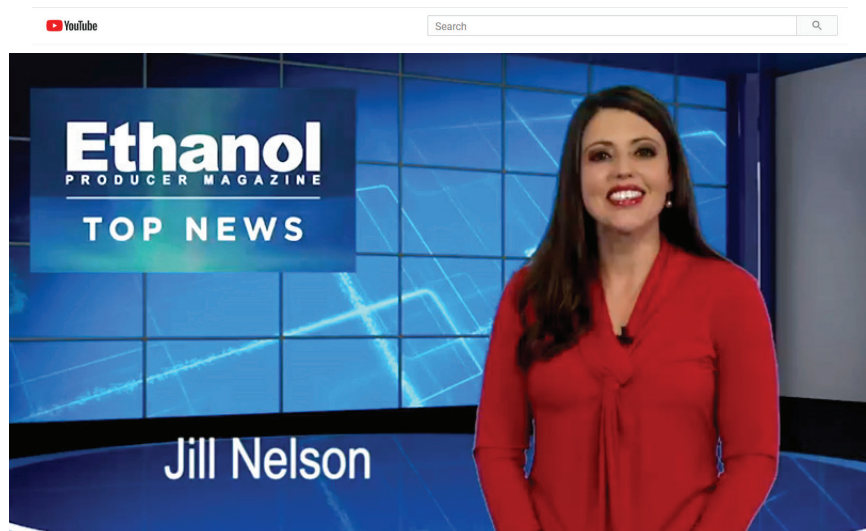 YouTube
Search
Ethanol
PRODUCER MAGAZINE
TOP NEWS
Jill Nelson